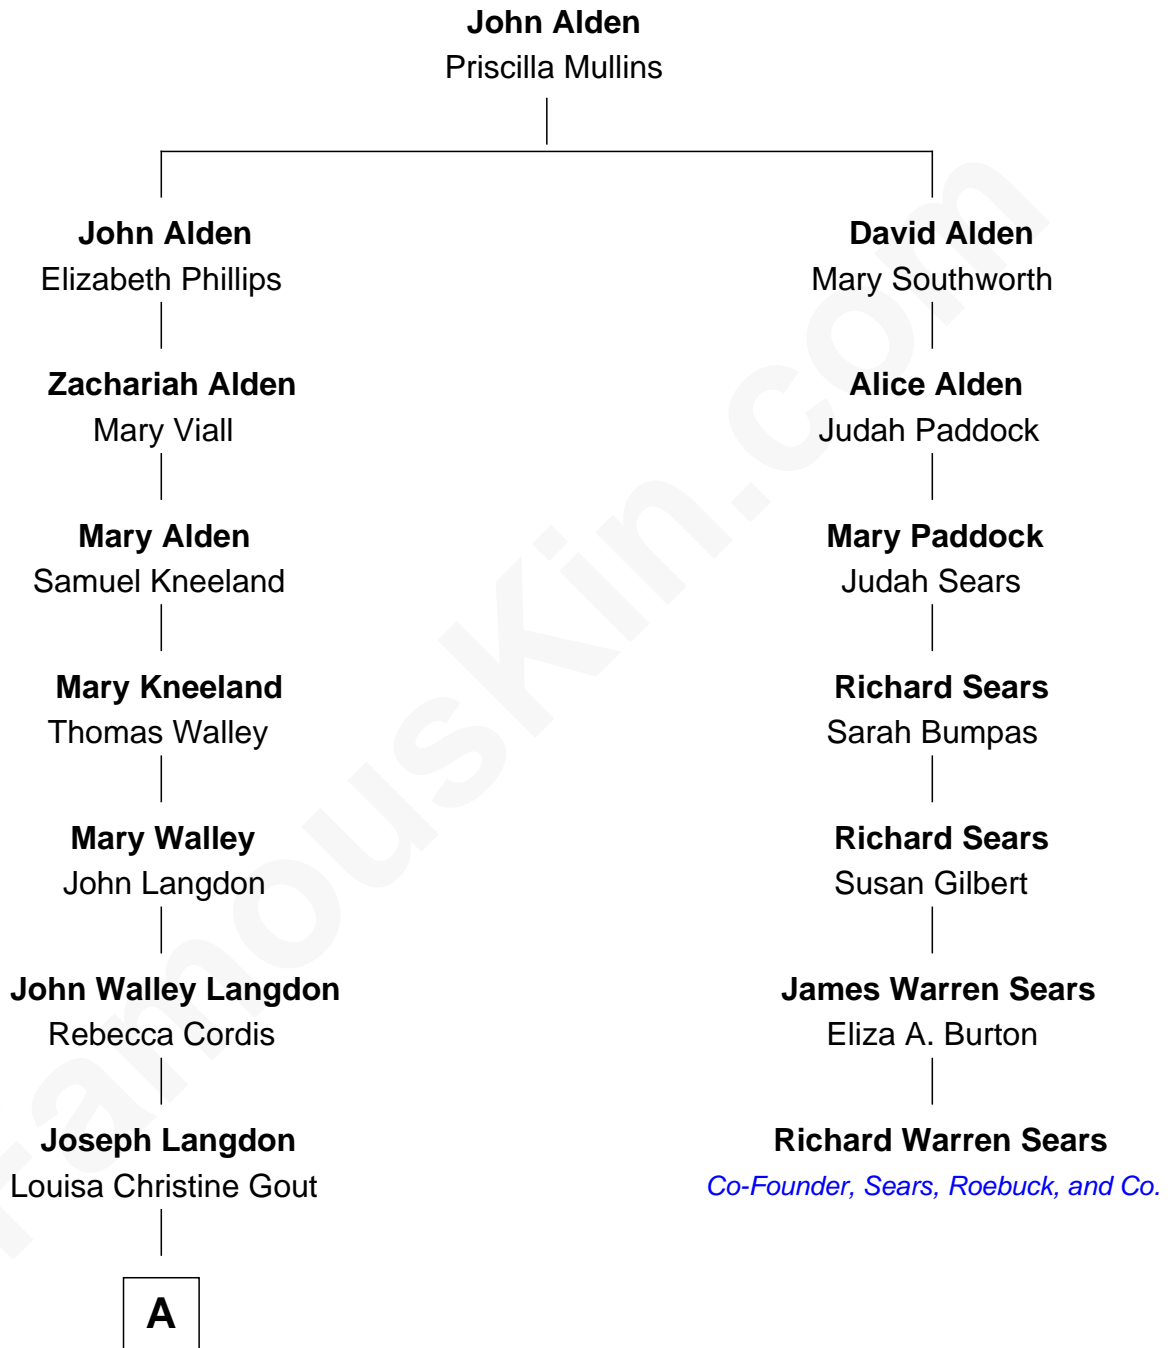 John Alden
Priscilla Mullins
John Alden
Elizabeth Phillips
Zachariah Alden
Mary Viall
Mary Alden
Samuel Kneeland
Mary Kneeland
Thomas Walley
Mary Walley
John Langdon
John Walley Langdon
Rebecca Cordis
Joseph Langdon
Louisa Christine Gout
A
David Alden
Mary Southworth
Alice Alden
Judah Paddock
Mary Paddock
Judah Sears
Richard Sears
Sarah Bumpas
Richard Sears
Susan Gilbert
James Warren Sears
Eliza A. Burton
Richard Warren Sears
Co-Founder, Sears, Roebuck, and Co.
FamousKin.com